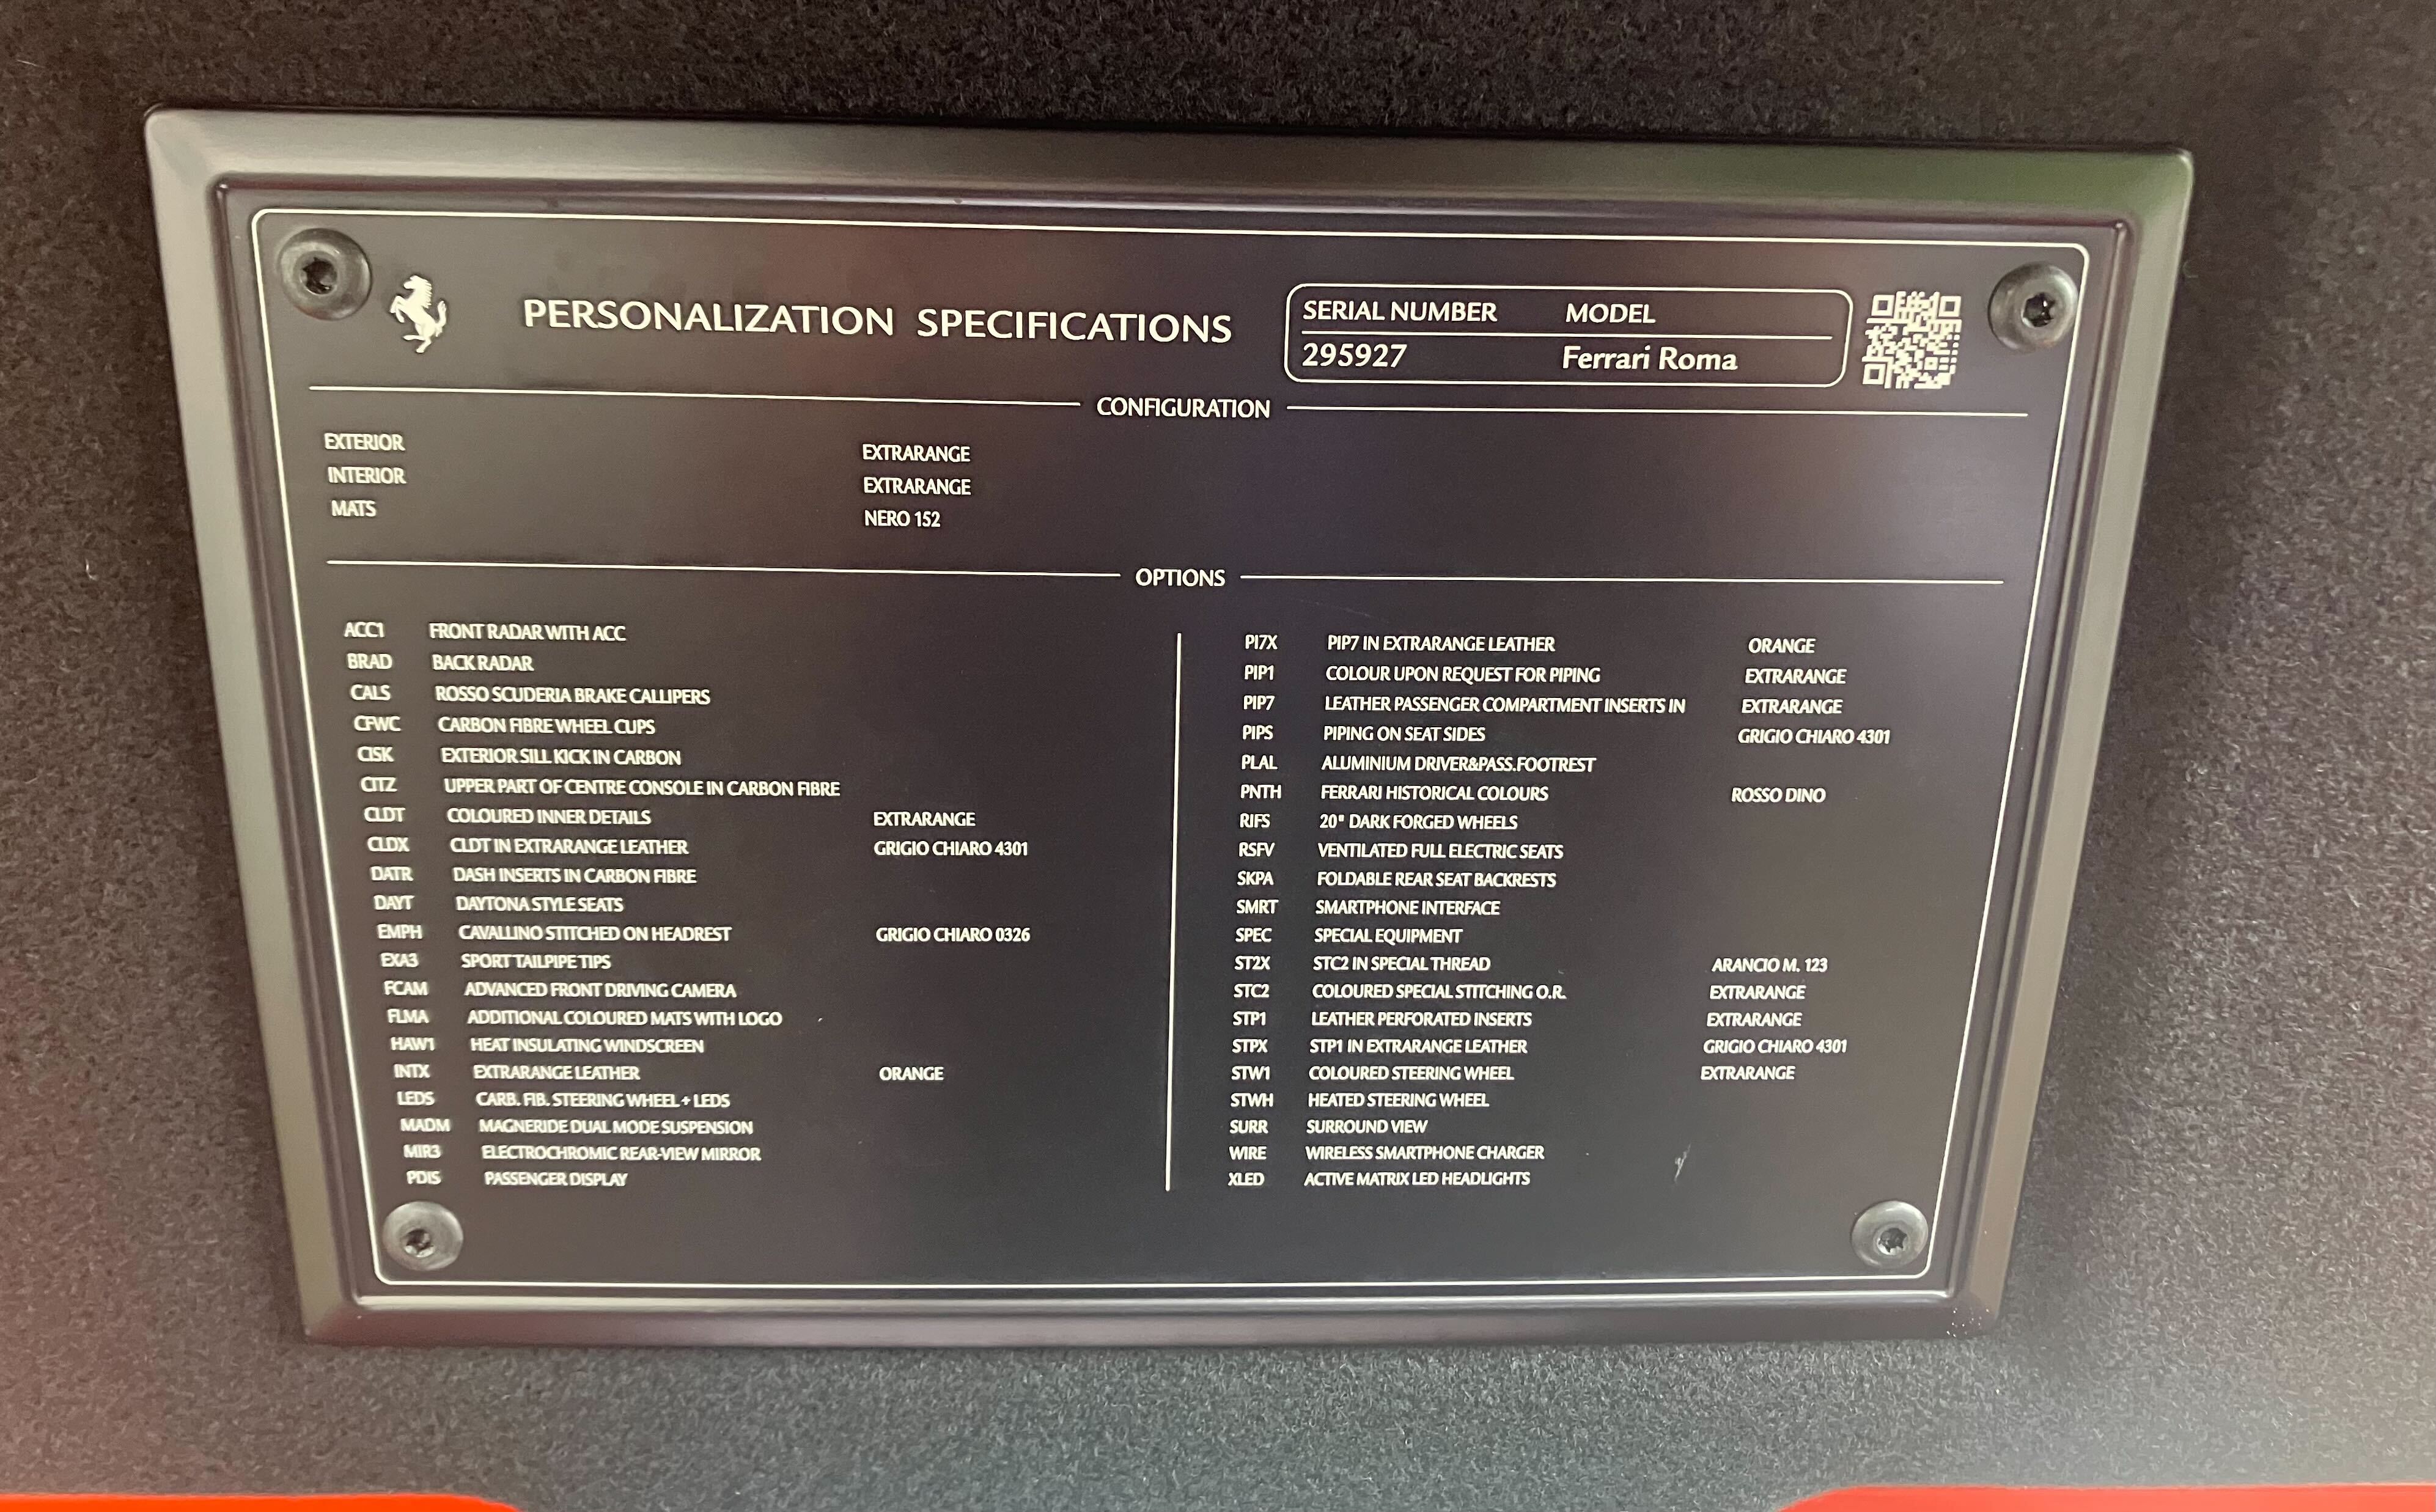 PERSONALIZATION SPECIFICATIONS
SERIAL NUMBER MODEL
295927 Ferrari Roma
CONFIGURATION
EXTERIOR EXTRARANGE
INTERIOR EXTRARANGE
MATS NERO 152
OPTIONS
ACC1 FRONT RADAR WITH ACC
BRAD BACK RADAR
CALS ROSSO SCUDERIA BRAKE CALLIPERS
CFWC CARBON FIBRE WHEEL CUPS
CISK EXTERIOR SILL KICK IN CARBON
CITZ UPPER PART OF CENTRE CONSOLE IN CARBON FIBRE
CLDT COLOURED INNER DETAILS EXTRARANGE
CLDX CLDT IN EXTRARANGE LEATHER GRIGIO CHIARO 4301
DATR DASH INSERTS IN CARBON FIBRE
DAYT DAYTONA STYLE SEATS
EMPH CAVALLINO STITCHED ON HEADREST GRIGIO CHIARO 0326
EXA3 SPORT TAILPIPE TIPS
FCAM ADVANCED FRONT DRIVING CAMERA
FLMA ADDITIONAL COLOURED MATS WITH LOGO
HAW1 HEAT INSULATING WINDSCREEN
INTX EXTRARANGE LEATHER ORANGE
LEDS CARB. FIB. STEERING WHEEL + LEDS
MADM MAGNERIDE DUAL MODE SUSPENSION
MIR3 ELECTROCHROMIC REAR-VIEW MIRROR
PDIS PASSENGER DISPLAY
PI7X PIP7 IN EXTRARANGE LEATHER ORANGE
PIP1 COLOUR UPON REQUEST FOR PIPING EXTRARANGE
PIP7 LEATHER PASSENGER COMPARTMENT INSERTS IN EXTRARANGE
PIPS PIPING ON SEAT SIDES GRIGIO CHIARO 4301
PLAL ALUMINIUM DRIVER&PASS.FOOTREST
PNTH FERRARI HISTORICAL COLOURS ROSSO DINO
RIFS 20" DARK FORGED WHEELS
RSFV VENTILATED FULL ELECTRIC SEATS
SKPA FOLDABLE REAR SEAT BACKRESTS
SMRT SMARTPHONE INTERFACE
SPEC SPECIAL EQUIPMENT
ST2X STC2 IN SPECIAL THREAD ARANCIO M. 123
STC2 COLOURED SPECIAL STITCHING O.R. EXTRARANGE
STP1 LEATHER PERFORATED INSERTS EXTRARANGE
STPX STP1 IN EXTRARANGE LEATHER GRIGIO CHIARO 4301
STW1 COLOURED STEERING WHEEL EXTRARANGE
STWH HEATED STEERING WHEEL
SURR SURROUND VIEW
WIRE WIRELESS SMARTPHONE CHARGER
XLED ACTIVE MATRIX LED HEADLIGHTS